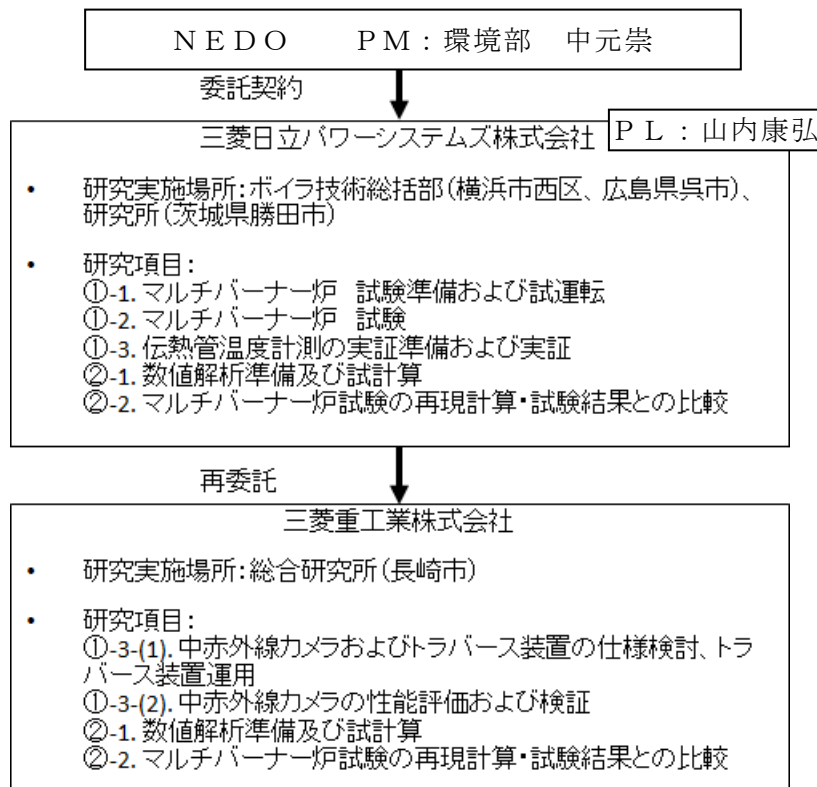 ＮＥＤＯ　　ＰＭ：環境部　中元崇
委託契約
三菱日立パワーシステムズ株式会社
ＰＬ：山内康弘
• 研究実施場所：ボイラ技術総括部（横浜市西区、広島県呉市）、
研究所（茨城県勝田市）
• 研究項目：
①-1. マルチバーナー炉　試験準備および試運転
①-2. マルチバーナー炉　試験
①-3. 伝熱管温度計測の実証準備および実証
②-1. 数値解析準備及び試計算
②-2. マルチバーナー炉試験の再現計算・試験結果との比較
再委託
三菱重工業株式会社
• 研究実施場所：総合研究所（長崎市）
• 研究項目：
①-3-(1). 中赤外線カメラおよびトラバース装置の仕様検討、トラ
バース装置運用
①-3-(2). 中赤外線カメラの性能評価および検証
②-1. 数値解析準備及び試計算
②-2. マルチバーナー炉試験の再現計算・試験結果との比較